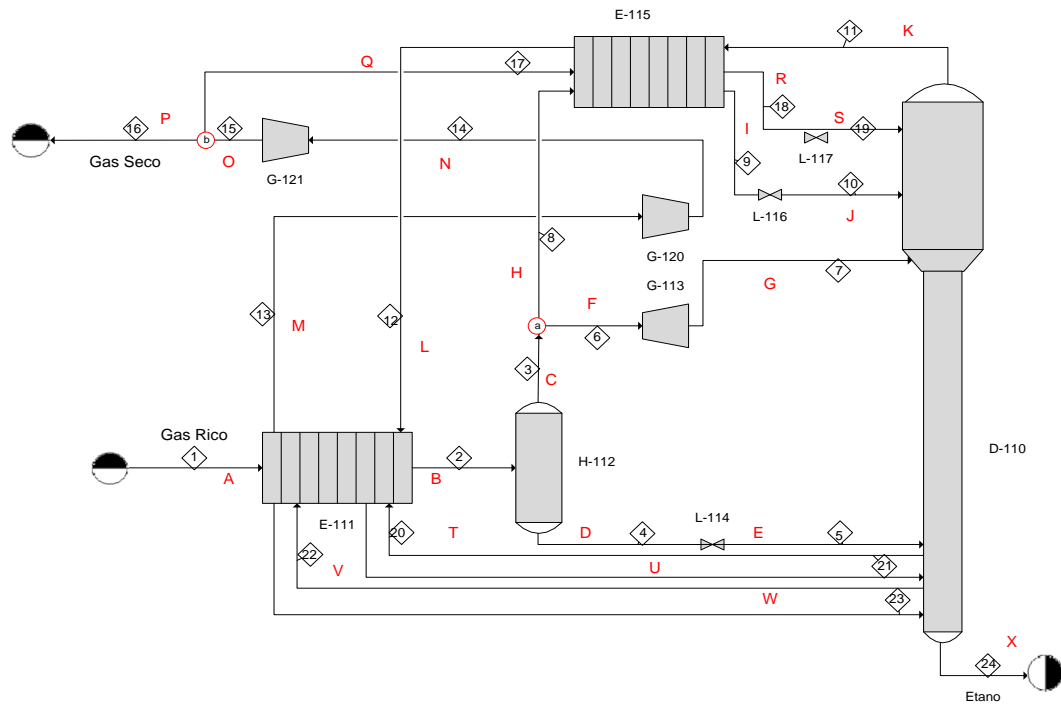 E-115
11
K
Q
17
R
P
16
b
15
14
18
I
S
19
Gas Seco
O
G-121
N
9
L-117
10
L-116
J
8
G-120
H
G-113
7
F
G
13
M
12
a
6
L
3
C
Gas Rico
1
2
H-112
D-110
A
B
E-111
20
T
D
4
L-114
E
5
22
V
U
21
W
23
X
24
Etano